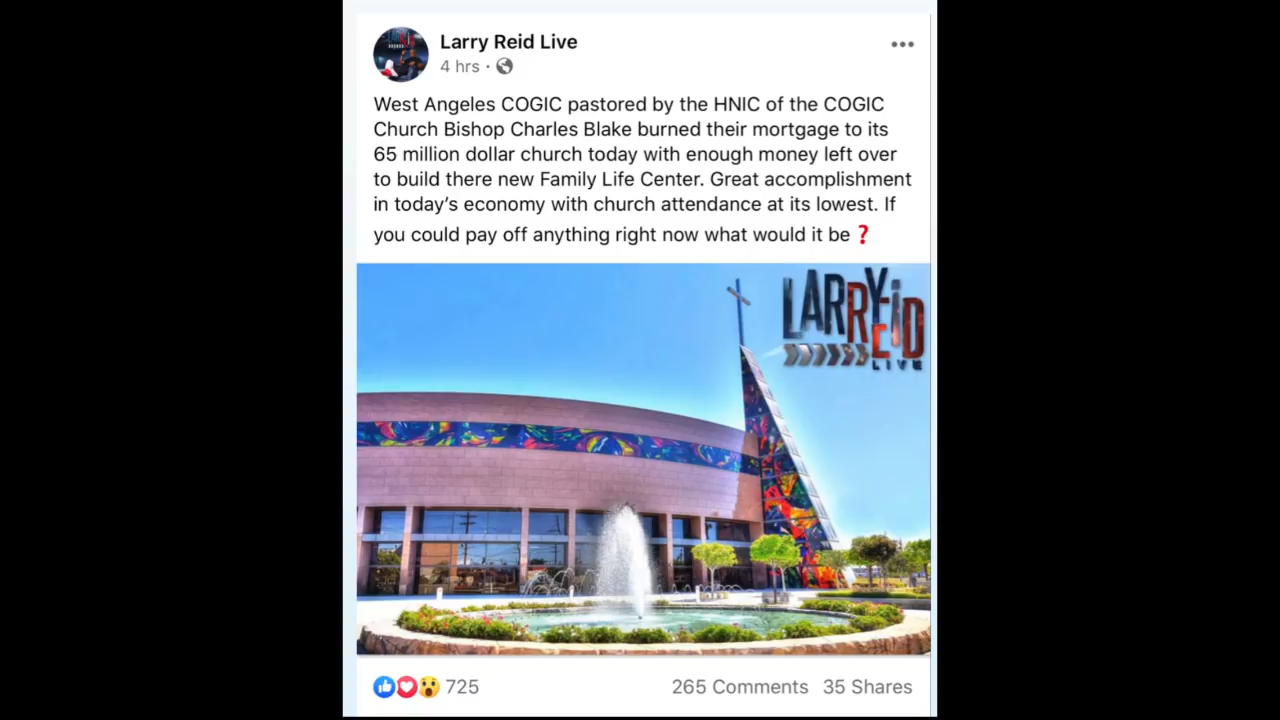 Larry Reid Live
4 hrs ·
West Angeles COGIC pastored by the HNIC of the COGIC
Church Bishop Charles Blake burned their mortgage to its
65 million dollar church today with enough money left over
to build there new Family Life Center. Great accomplishment
in today's economy with church attendance at its lowest. If
you could pay off anything right now what would it be ❓
LARRY REID
LIVE
725 265 Comments 35 Shares